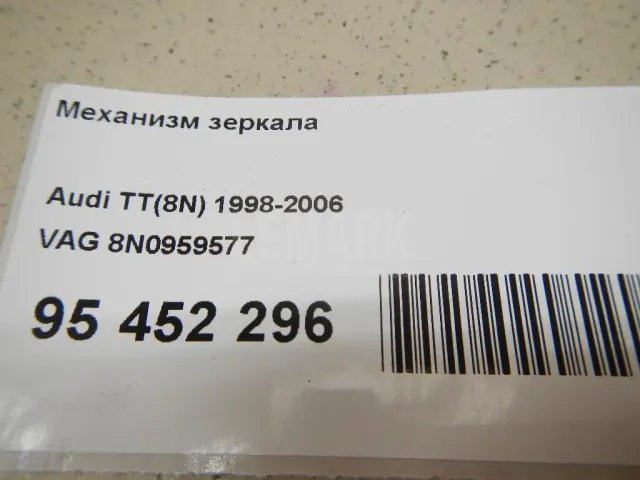 Механизм зеркала
Audi TT(8N) 1998-2006
VAG 8N0959577
95 452 296